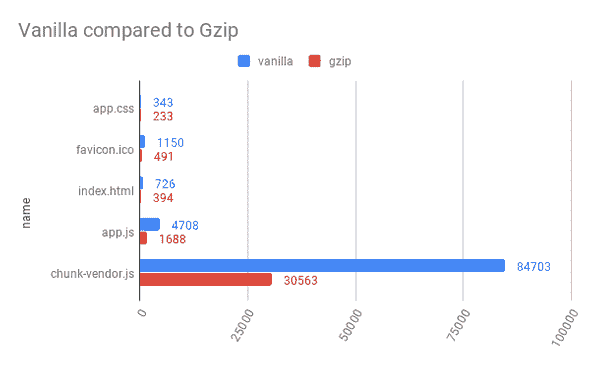 Vanilla compared to Gzip
vanilla gzip
app.css 343
233
favicon.ico 1150
491
index.html 726
394
name
app.js 4708
1688
chunk-vendor.js 84703
30563
0 25000 50000 75000 100000